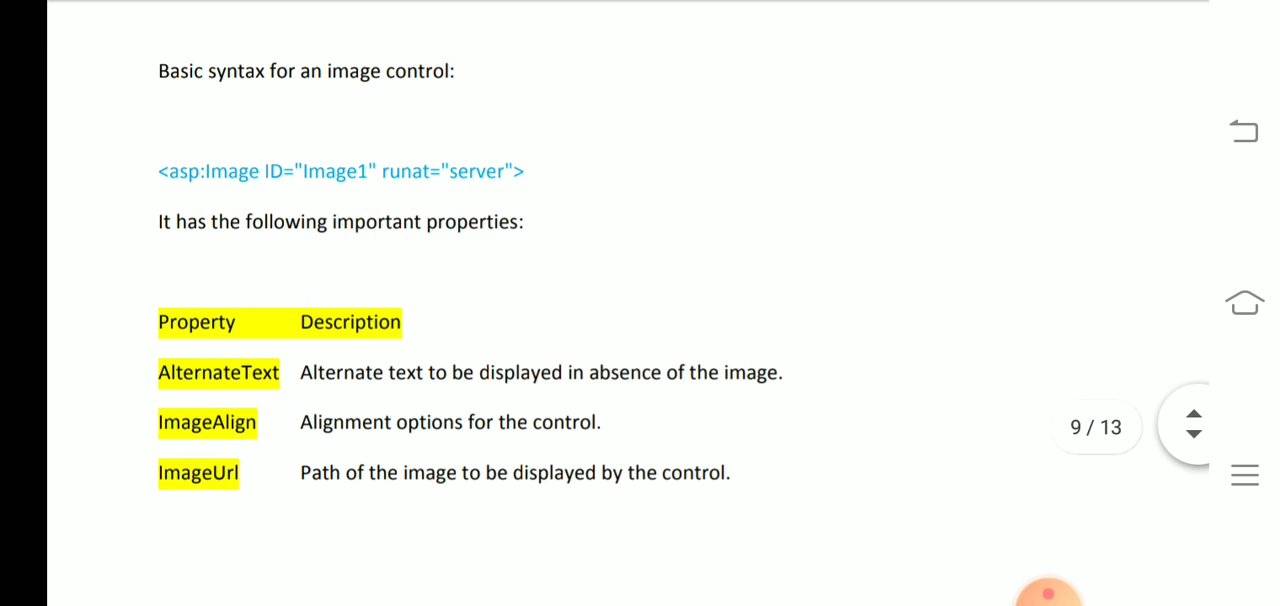 Basic syntax for an image control:
<asp:Image ID="Image1" runat="server">
It has the following important properties:
Property Description
AlternateText Alternate text to be displayed in absence of the image.
ImageAlign Alignment options for the control.
ImageUrl Path of the image to be displayed by the control.
9 / 13